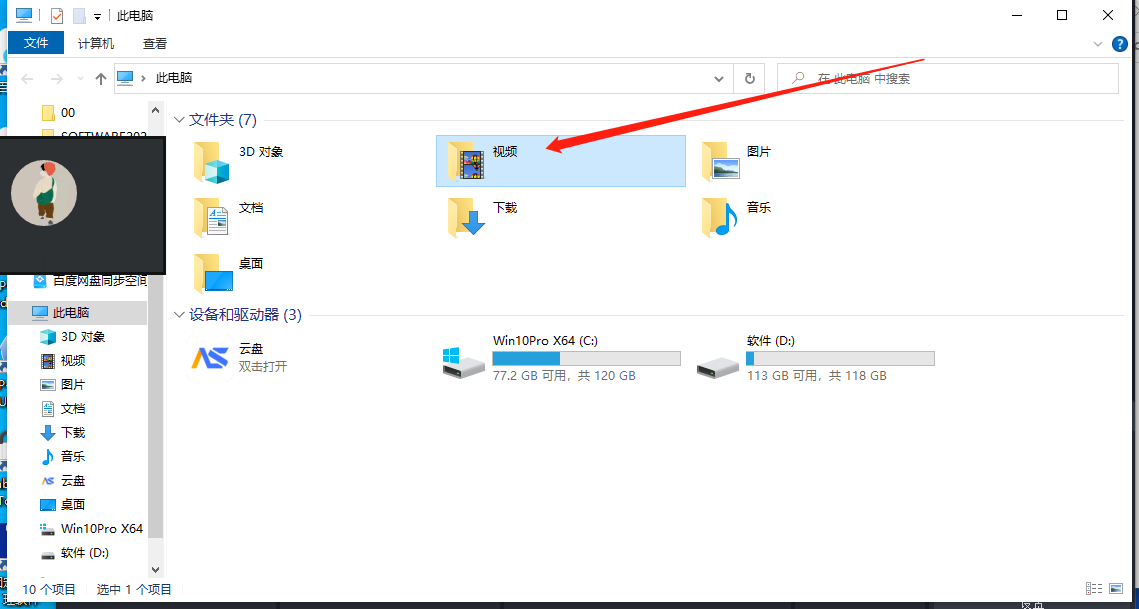 此电脑
文件 计算机 查看
此电脑 在 此电脑 中搜索
00
文件夹 (7)
3D 对象
视频
图片
文档
下载
音乐
桌面
百度网盘同步空间
此电脑
3D 对象
视频
图片
文档
下载
音乐
云盘
桌面
Win10Pro X64
软件 (D:)
设备和驱动器 (3)
云盘
双击打开
Win10Pro X64 (C:)
77.2 GB 可用，共 120 GB
软件 (D:)
113 GB 可用，共 118 GB
10 个项目 选中 1 个项目